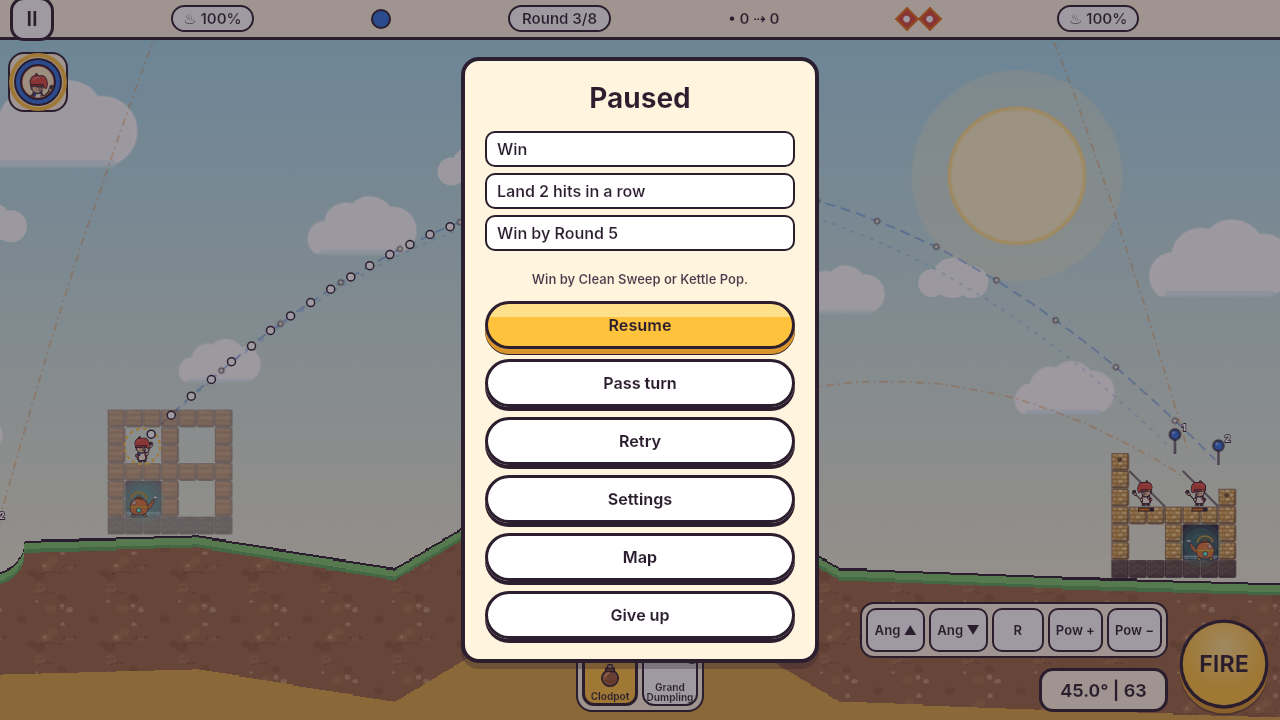 100%
Round 3/8
• 0 ⇢ 0
100%
Paused
Win
Land 2 hits in a row
Win by Round 5
Win by Clean Sweep or Kettle Pop.
Resume
Pass turn
Retry
Settings
Map
Give up
1
2
2
Ang ▲
Ang ▼
R
Pow +
Pow −
FIRE
45.0° | 63
Clodpot
Grand
Dumpling